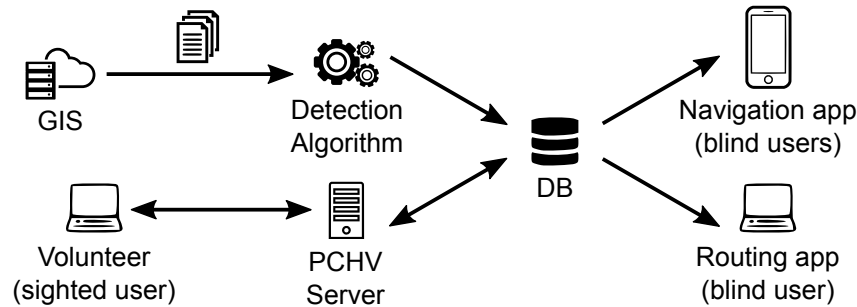 GIS
Detection
Algorithm
DB
Navigation app
(blind users)
Volunteer
(sighted user)
PCHV
Server
Routing app
(blind user)